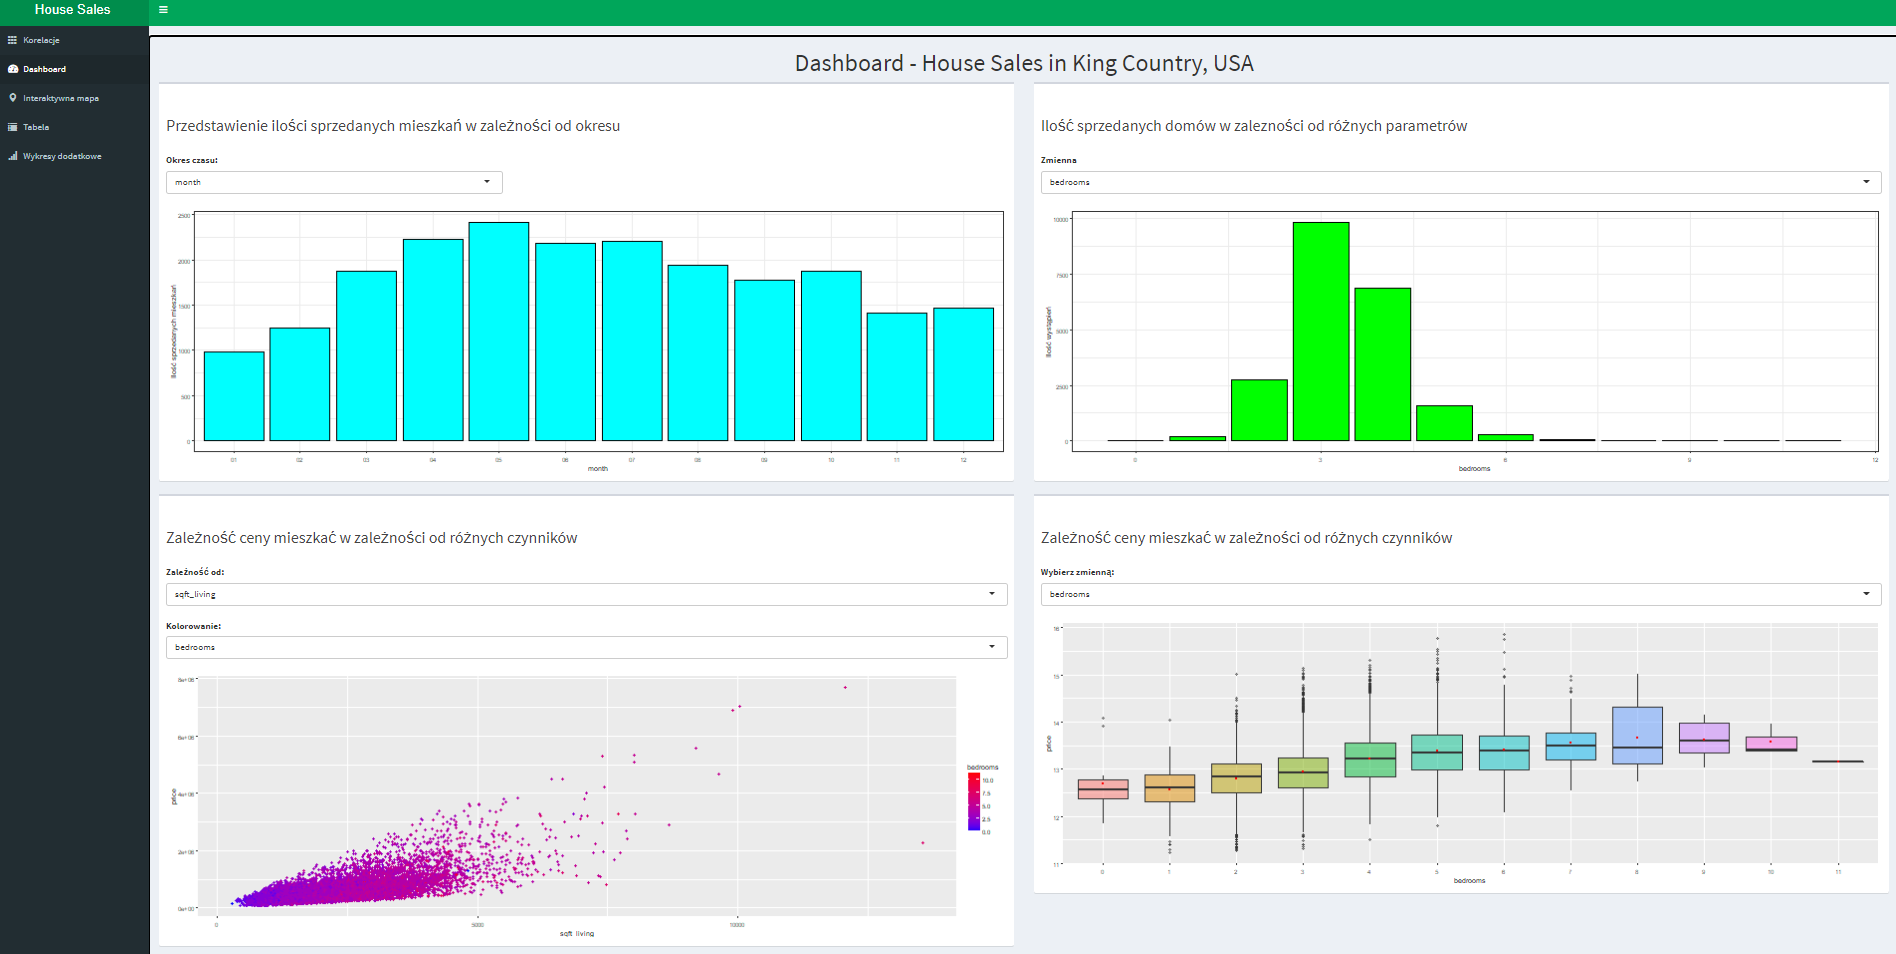 House Sales
Korelacje
Dashboard
Interaktywna mapa
Tabela
Wykresy dodatkowe
Dashboard - House Sales in King Country, USA
Przedstawienie ilości sprzedanych mieszkań w zależności od okresu
Okres czasu:
month
2500
2000
1500
1000
500
0
Ilość sprzedanych mieszkań
01 02 03 04 05 06 07 08 09 10 11 12
month
Ilość sprzedanych domów w zalezności od różnych parametrów
Zmienna
bedrooms
10000
7500
5000
2500
0
Ilość wystąpień
0 3 6 9 12
bedrooms
Zależność ceny mieszkać w zależności od różnych czynników
Zależność od:
sqft_living
Kolorowanie:
bedrooms
8e+06
6e+06
4e+06
2e+06
0e+00
price
0 5000 10000
sqft_living
bedrooms
10.0
7.5
5.0
2.5
0.0
Zależność ceny mieszkać w zależności od różnych czynników
Wybierz zmienną:
bedrooms
16
15
14
13
12
11
price
0 1 2 3 4 5 6 7 8 9 10 11
bedrooms